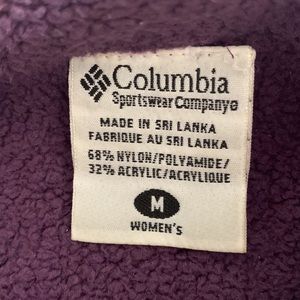 Columbia
Sportswear Company®
MADE IN SRI LANKA
FABRIQUE AU SRI LANKA
68% NYLON/POLYAMIDE/
32% ACRYLIC/ACRYLIQUE
M
WOMEN'S